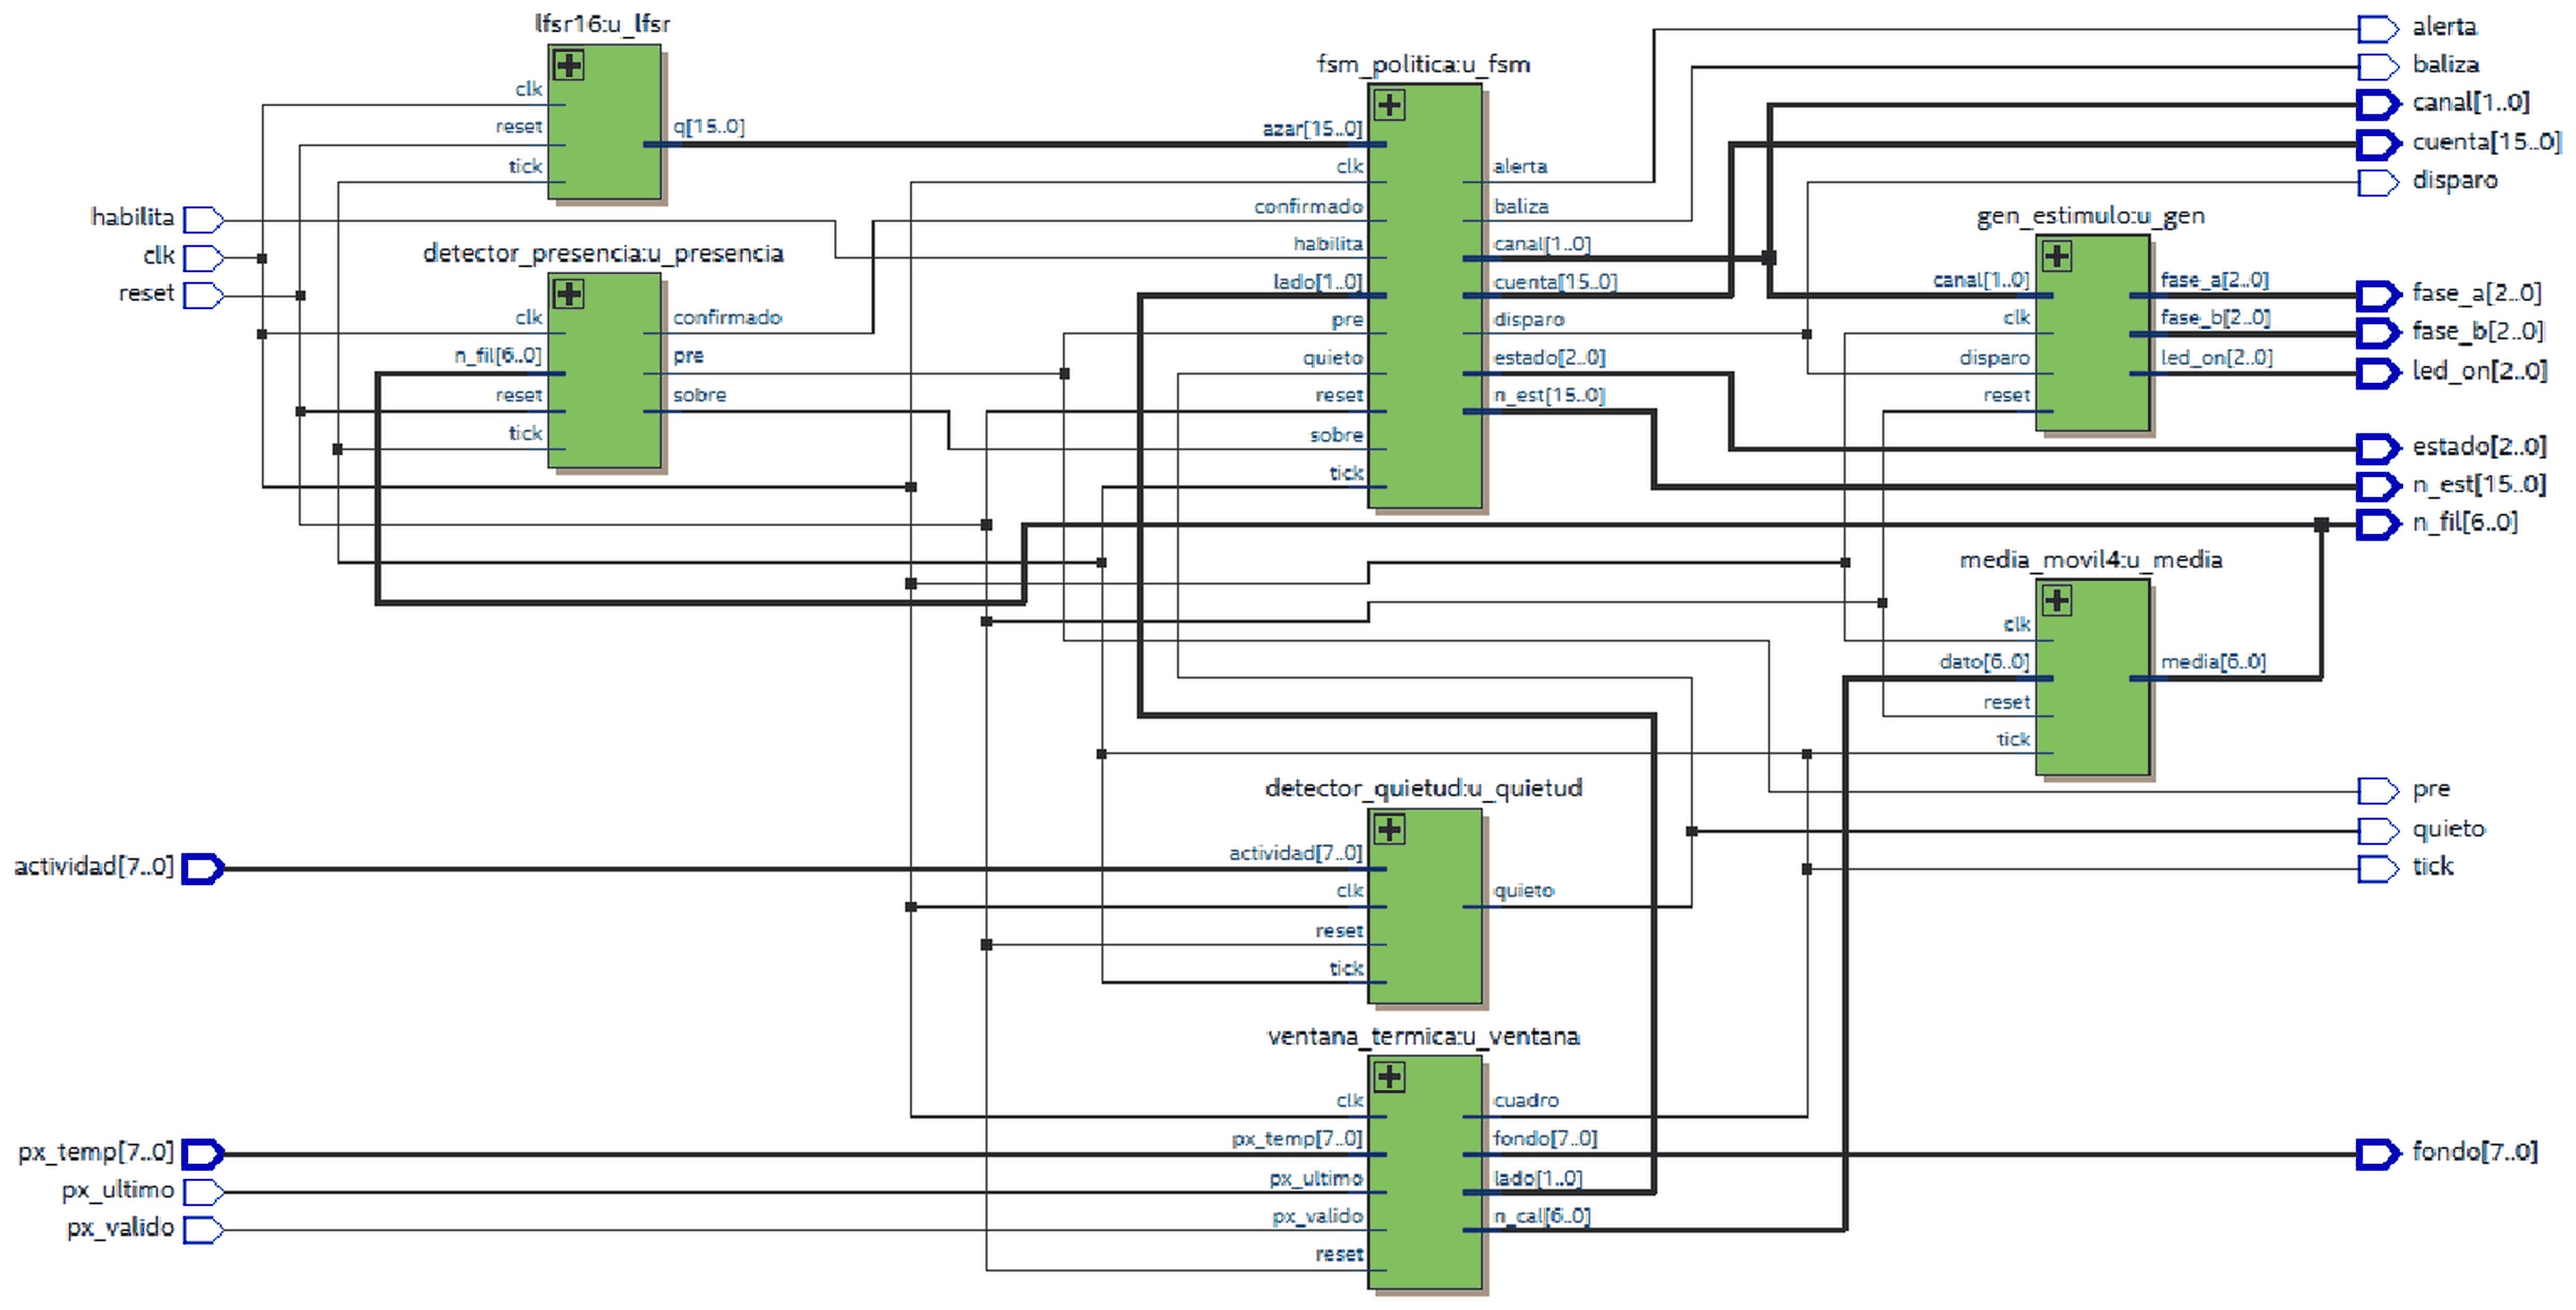 lfsr16:u_lfsr
clk
reset
tick
q[15..0]
habilita
clk
reset
detector_presencia:u_presencia
clk
n_fil[6..0]
reset
tick
confirmado
pre
sobre
fsm_politica:u_fsm
azar[15..0]
clk
confirmado
habilita
lado[1..0]
pre
quieto
reset
sobre
tick
alerta
baliza
canal[1..0]
cuenta[15..0]
disparo
estado[2..0]
n_est[15..0]
alerta
baliza
canal[1..0]
cuenta[15..0]
disparo
gen_estimulo:u_gen
canal[1..0]
clk
disparo
reset
fase_a[2..0]
fase_b[2..0]
led_on[2..0]
fase_a[2..0]
fase_b[2..0]
led_on[2..0]
estado[2..0]
n_est[15..0]
n_fil[6..0]
media_movil4:u_media
clk
dato[6..0]
reset
tick
media[6..0]
pre
quieto
tick
detector_quietud:u_quietud
actividad[7..0]
actividad[7..0]
clk
reset
tick
quieto
ventana_termica:u_ventana
px_temp[7..0]
px_ultimo
px_valido
clk
px_temp[7..0]
px_ultimo
px_valido
reset
cuadro
fondo[7..0]
lado[1..0]
n_cal[6..0]
fondo[7..0]